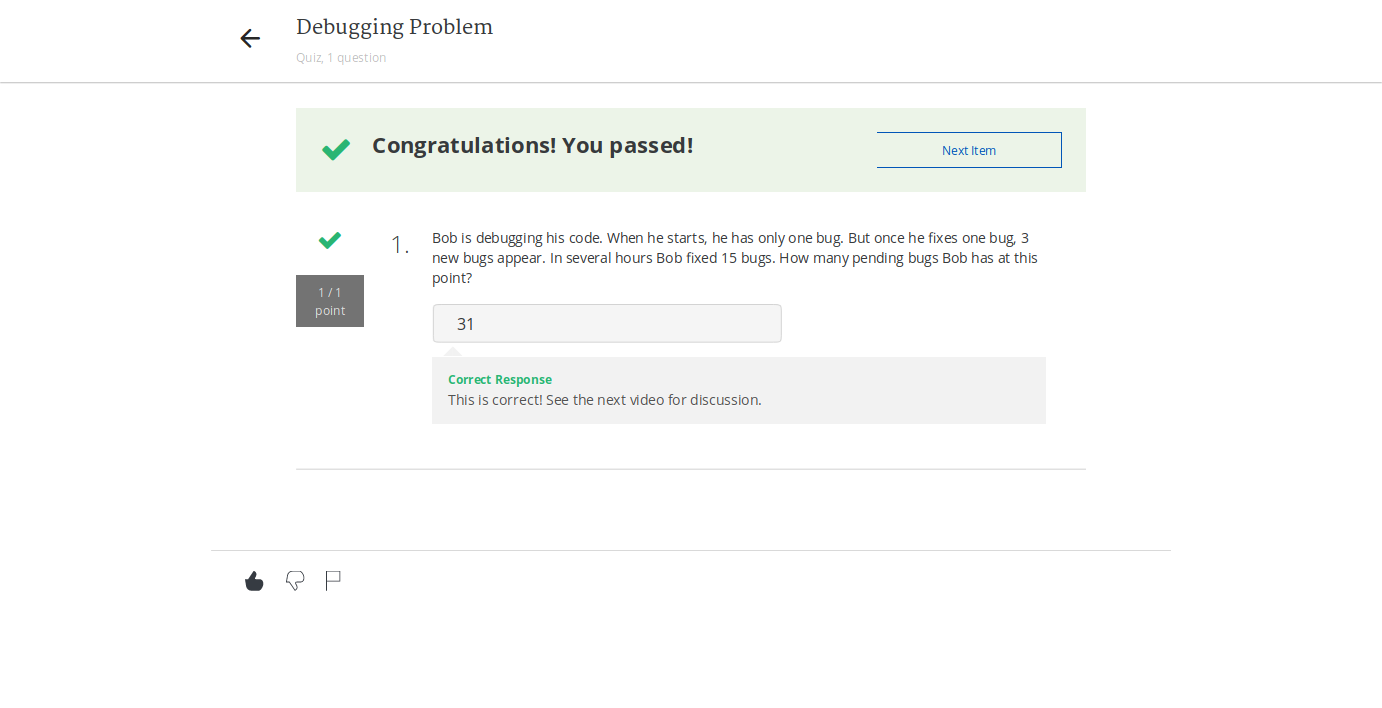 Debugging Problem
Quiz, 1 question
Congratulations! You passed!
Next Item
1.
Bob is debugging his code. When he starts, he has only one bug. But once he fixes one bug, 3
new bugs appear. In several hours Bob fixed 15 bugs. How many pending bugs Bob has at this
point?
1 / 1
point
31
Correct Response
This is correct! See the next video for discussion.